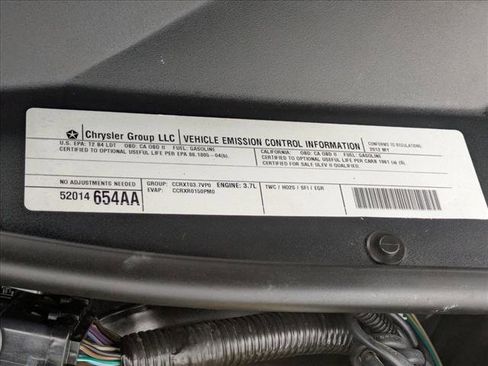 Chrysler Group LLC VEHICLE EMISSION CONTROL INFORMATION
U.S. EPA: T2 B4 LDT OBD: CA OBD II FUEL: GASOLINE
CERTIFIED TO OPTIONAL USEFUL LIFE PER EPA 86.1805-04(b).
CALIFORNIA: OBD: CA OBD II FUEL: GASOLINE
CERTIFIED TO OPTIONAL USEFUL LIFE PER CARB 1961
CERTIFIED FOR SALE ULEV II QUALIFIED.
CONFORMS TO REGULATIONS:
2012 MY
NO ADJUSTMENTS NEEDED
52014 654AA
GROUP: CCRXT03.7VP0 ENGINE: 3.7L
EVAP: CCRXR0150PM0
TWC / HO2S / SFI / EGR